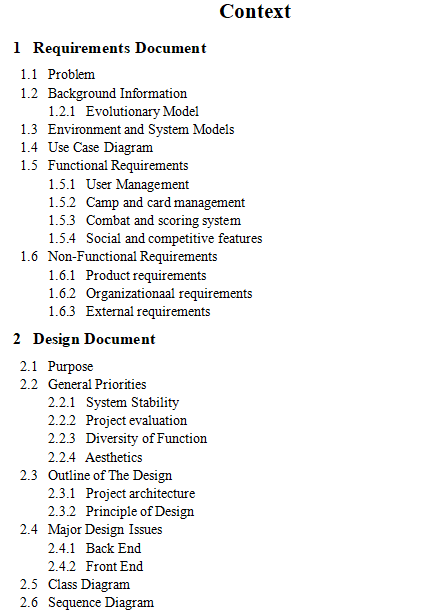 Context
1 Requirements Document
1.1 Problem
1.2 Background Information
1.2.1 Evolutionary Model
1.3 Environment and System Models
1.4 Use Case Diagram
1.5 Functional Requirements
1.5.1 User Management
1.5.2 Camp and card management
1.5.3 Combat and scoring system
1.5.4 Social and competitive features
1.6 Non-Functional Requirements
1.6.1 Product requirements
1.6.2 Organizationaal requirements
1.6.3 External requirements
2 Design Document
2.1 Purpose
2.2 General Priorities
2.2.1 System Stability
2.2.2 Project evaluation
2.2.3 Diversity of Function
2.2.4 Aesthetics
2.3 Outline of The Design
2.3.1 Project architecture
2.3.2 Principle of Design
2.4 Major Design Issues
2.4.1 Back End
2.4.2 Front End
2.5 Class Diagram
2.6 Sequence Diagram